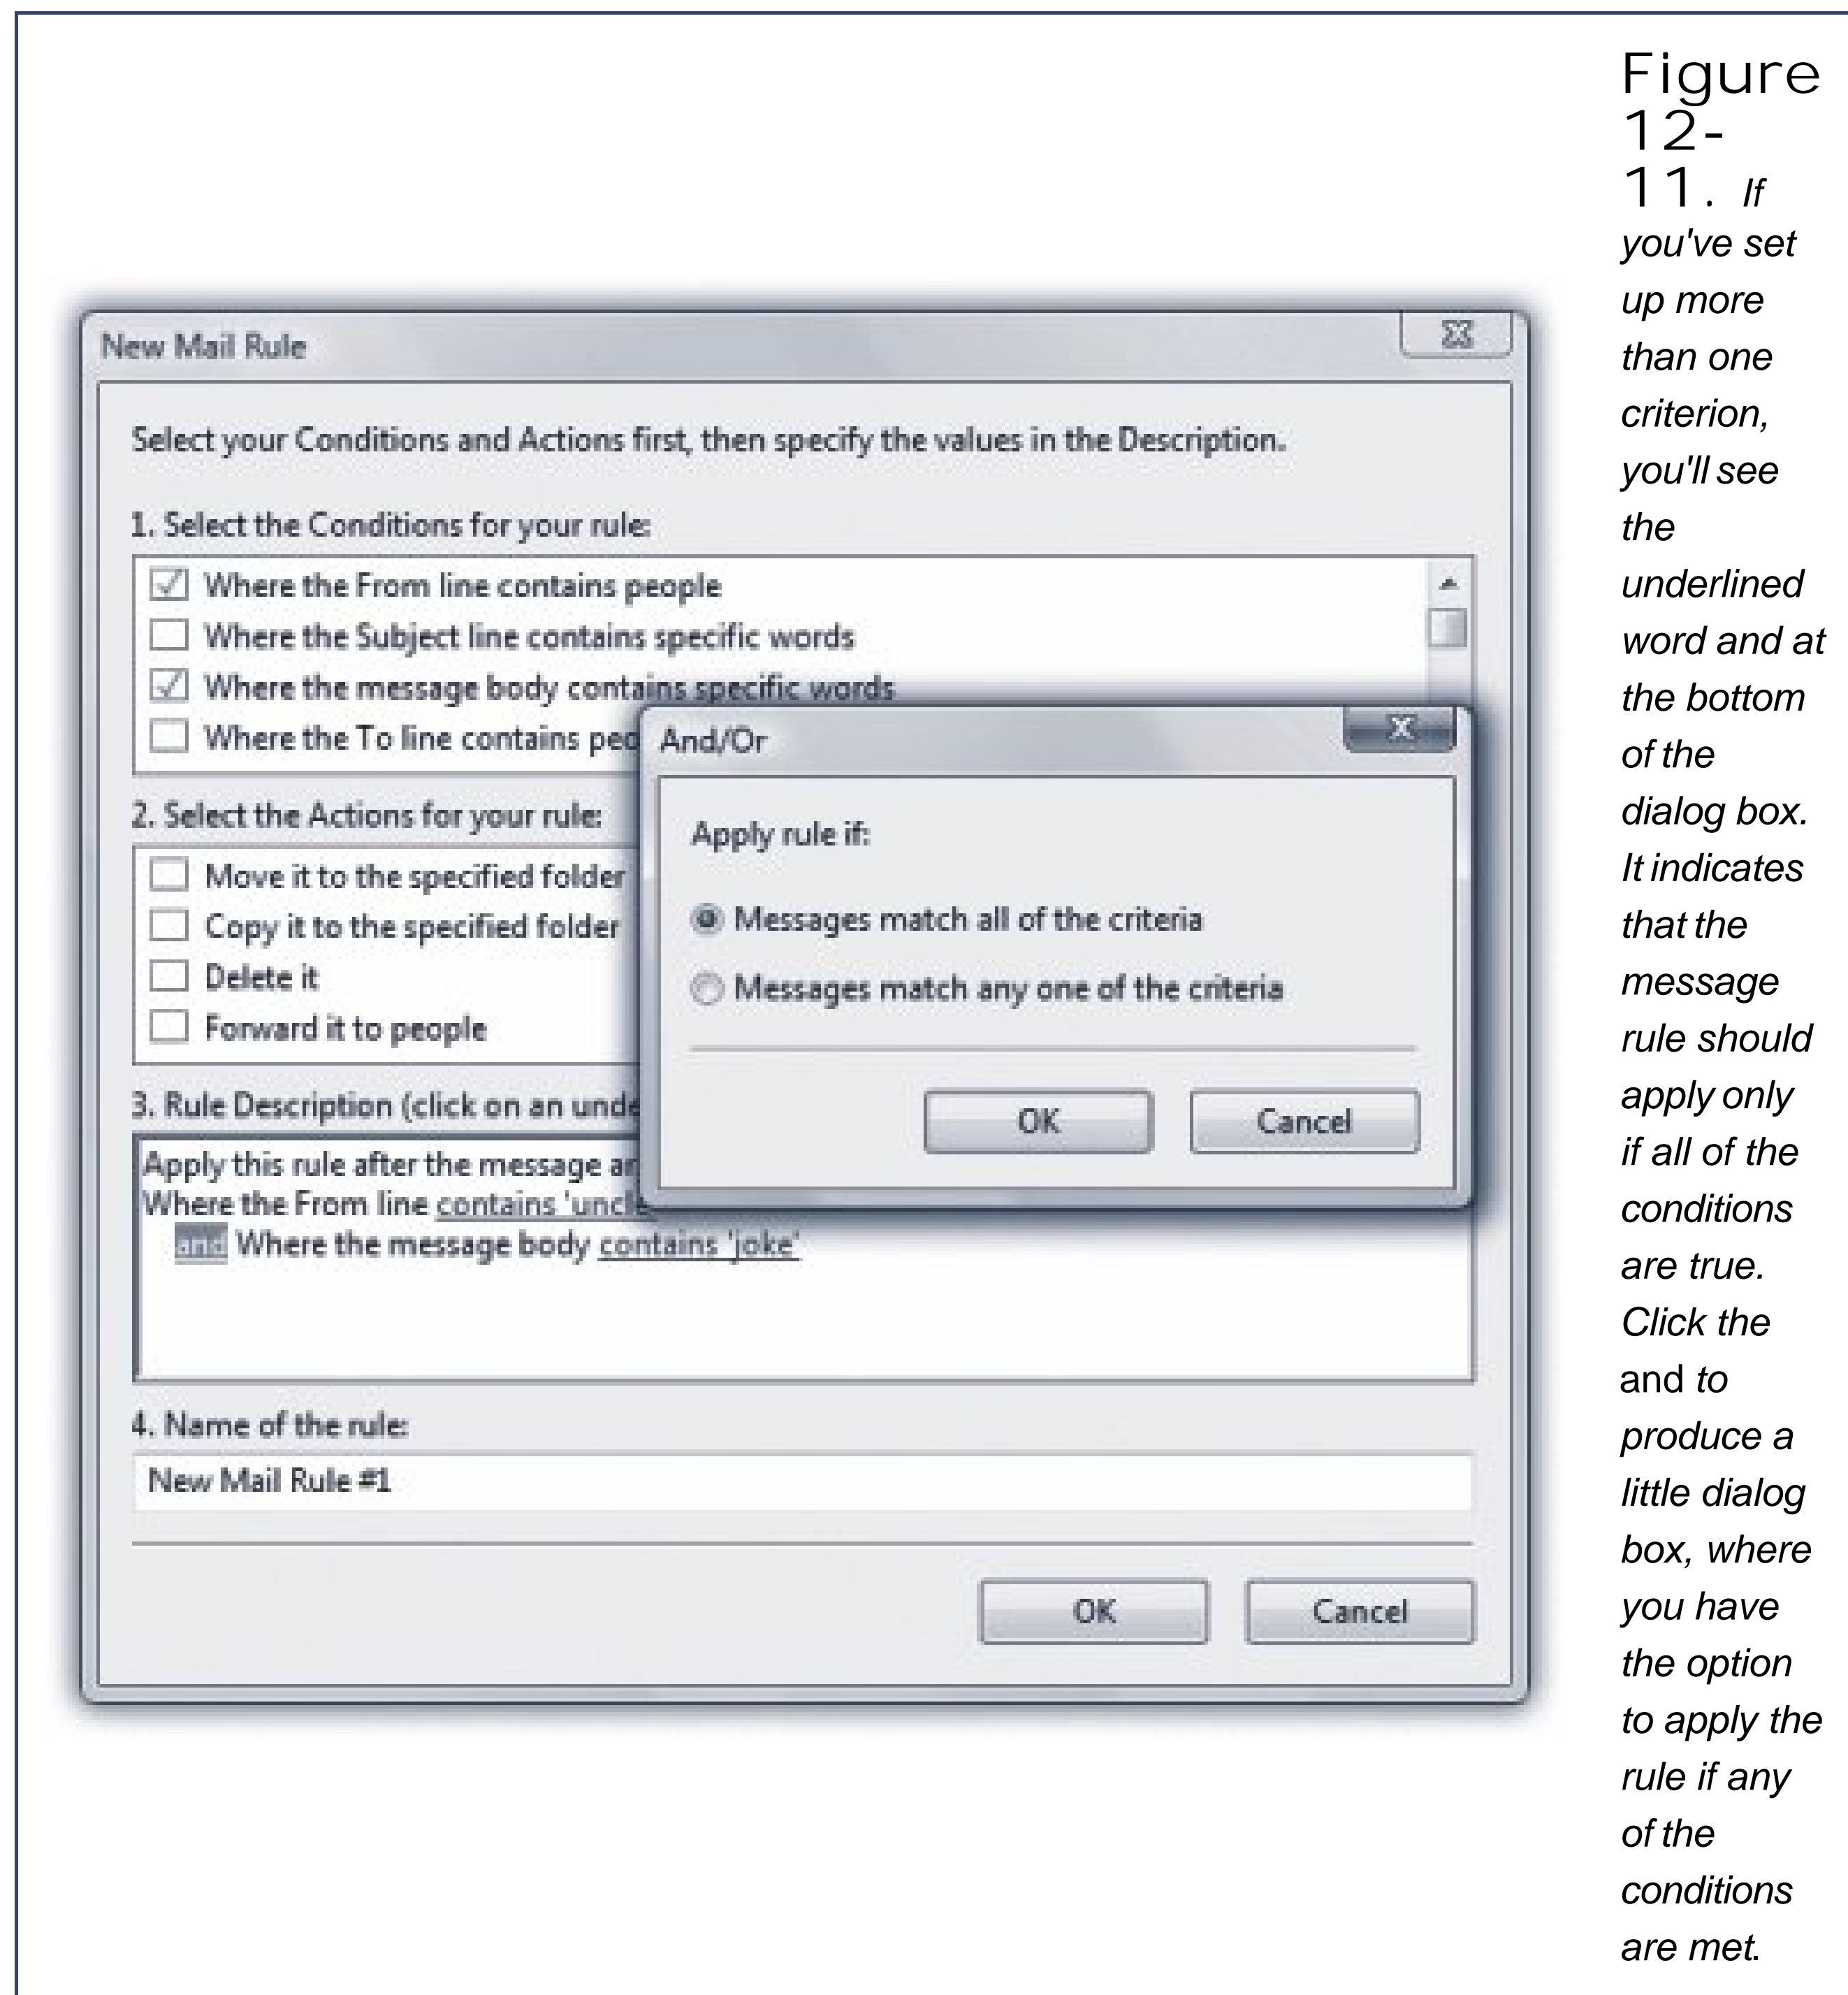 New Mail Rule
Select your Conditions and Actions first, then specify the values in the Description.
1. Select the Conditions for your rule:
Where the From line contains people
Where the Subject line contains specific words
Where the message body contains specific words
Where the To line contains
2. Select the Actions for your rule:
Move it to the specified folder
Copy it to the specified folder
Delete it
Forward it to people
3. Rule Description (click on an
Apply this rule after the message
Where the From line contains 'uncle
and Where the message body contains 'joke'
4. Name of the rule:
New Mail Rule #1
OK
Cancel
And/Or
Apply rule if:
Messages match all of the criteria
Messages match any one of the criteria
OK
Cancel
Figure
12-
11. If
you've set
up more
than one
criterion,
you'll see
the
underlined
word and at
the bottom
of the
dialog box.
It indicates
that the
message
rule should
apply only
if all of the
conditions
are true.
Click the
and to
produce a
little dialog
box, where
you have
the option
to apply the
rule if any
of the
conditions
are met.